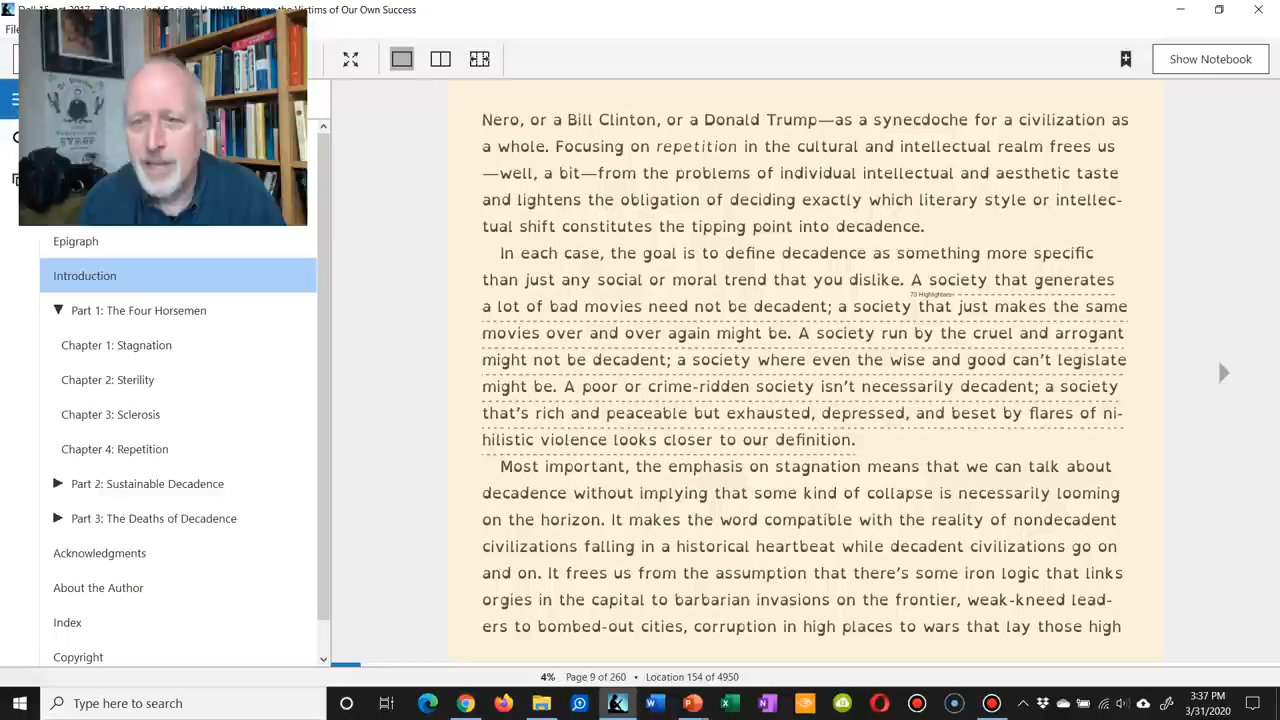 The Decadent Society: How We Became the Victims of Our Own Success
Show Notebook
Epigraph
Introduction
Part 1: The Four Horsemen
Chapter 1: Stagnation
Chapter 2: Sterility
Chapter 3: Sclerosis
Chapter 4: Repetition
Part 2: Sustainable Decadence
Part 3: The Deaths of Decadence
Acknowledgments
About the Author
Index
Copyright
Nero, or a Bill Clinton, or a Donald Trump—as a synecdoche for a civilization as
a whole. Focusing on repetition in the cultural and intellectual realm frees us
—well, a bit—from the problems of individual intellectual and aesthetic taste
and lightens the obligation of deciding exactly which literary style or intellec-
tual shift constitutes the tipping point into decadence.
In each case, the goal is to define decadence as something more specific
than just any social or moral trend that you dislike. A society that generates
73 Highlighters
a lot of bad movies need not be decadent; a society that just makes the same
movies over and over again might be. A society run by the cruel and arrogant
might not be decadent; a society where even the wise and good can't legislate
might be. A poor or crime-ridden society isn't necessarily decadent; a society
that's rich and peaceable but exhausted, depressed, and beset by flares of ni-
hilistic violence looks closer to our definition.
Most important, the emphasis on stagnation means that we can talk about
decadence without implying that some kind of collapse is necessarily looming
on the horizon. It makes the word compatible with the reality of nondecadent
civilizations falling in a historical heartbeat while decadent civilizations go on
and on. It frees us from the assumption that there's some iron logic that links
orgies in the capital to barbarian invasions on the frontier, weak-kneed lead-
ers to bombed-out cities, corruption in high places to wars that lay those high
4% Page 9 of 260 • Location 154 of 4950
Type here to search
3:37 PM
3/31/2020